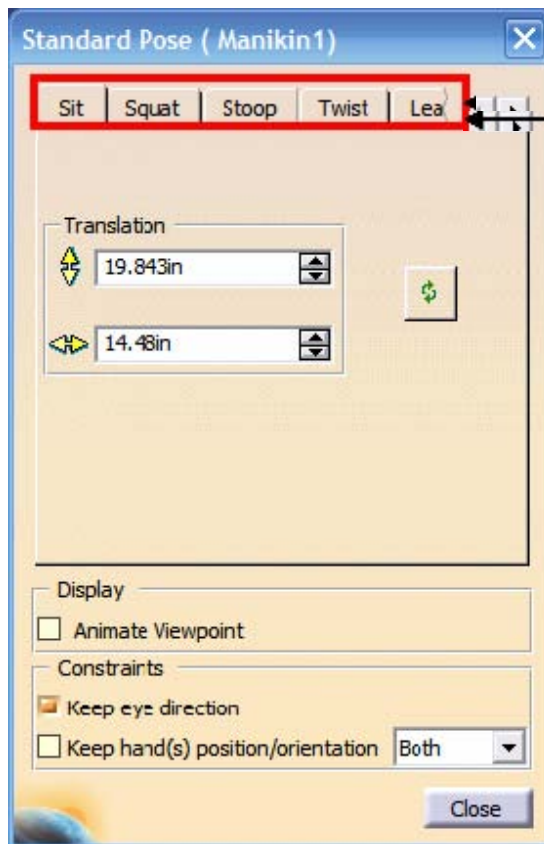 Standard Pose ( Manikin1)
Sit Squat Stoop Twist Lea
Translation
19.843in
14.48in
Display
Animate Viewpoint
Constraints
Keep eye direction
Keep hand(s) position/orientation Both
Close